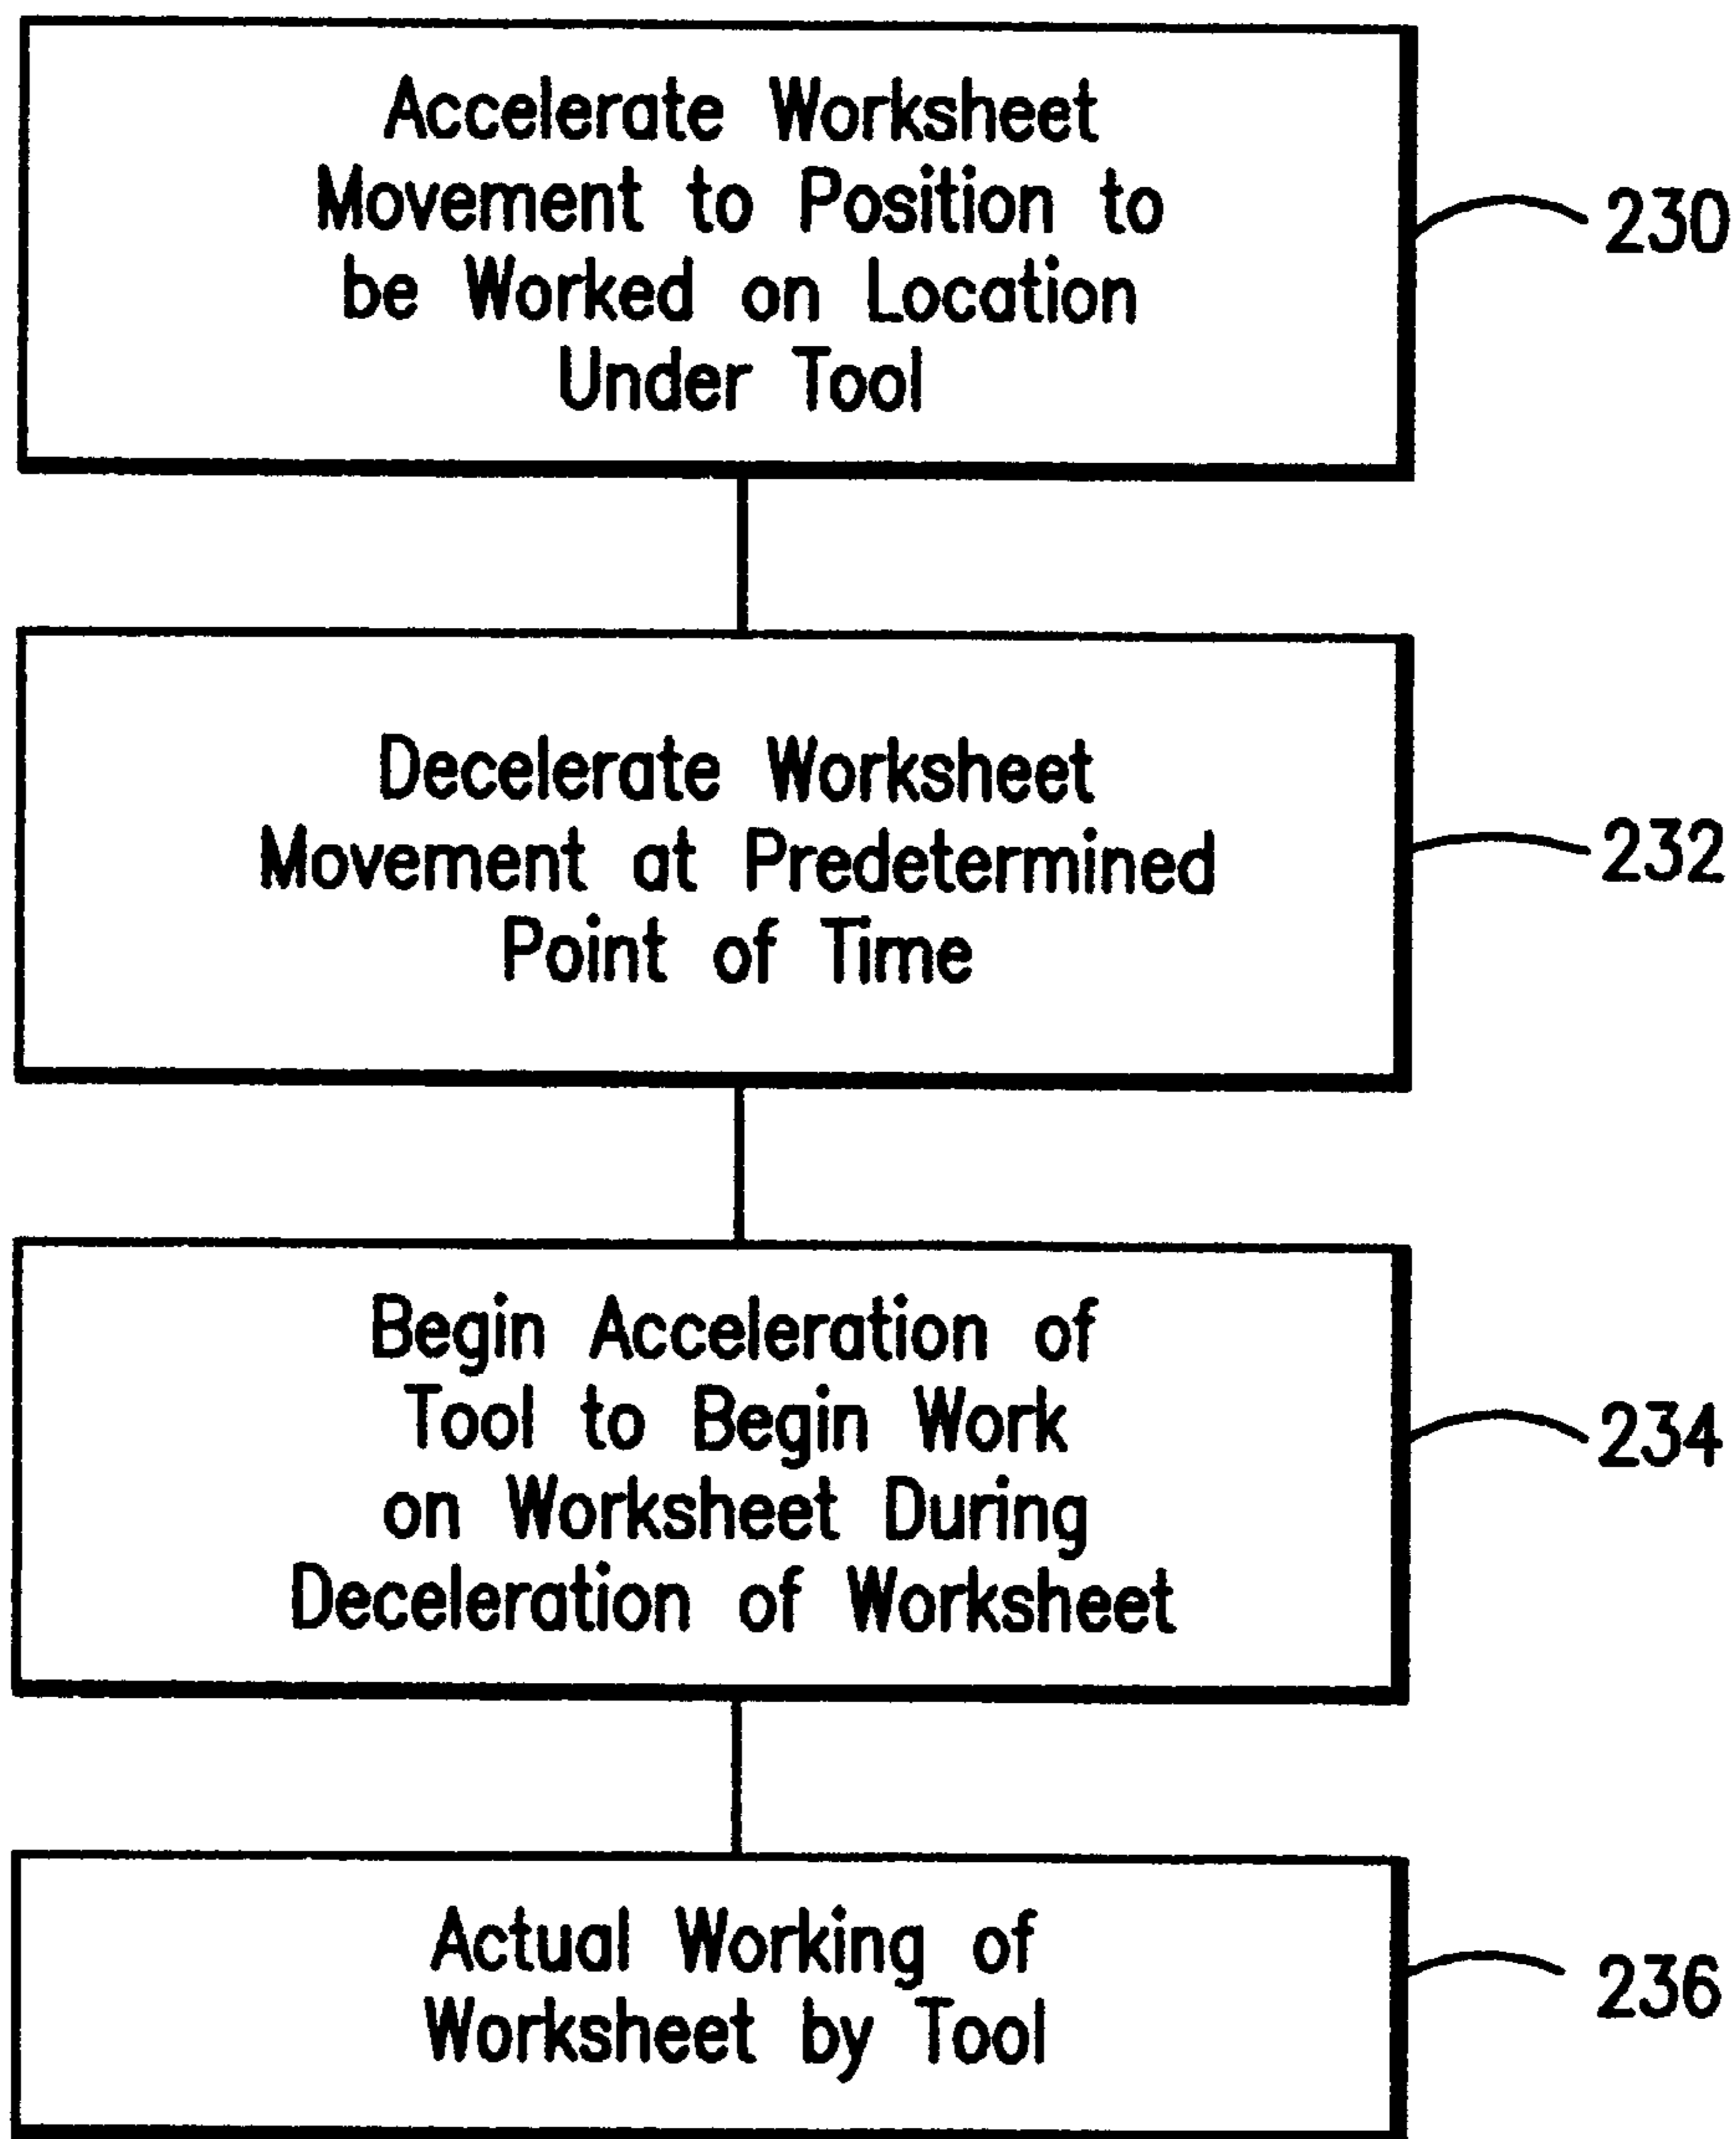 Accelerate Worksheet
Movement to Position to
be Worked on Location
Under Tool
230
Decelerate Worksheet
Movement at Predetermined
Point of Time
232
Begin Acceleration of
Tool to Begin Work
on Worksheet During
Deceleration of Worksheet
234
Actual Working of
Worksheet by Tool
236